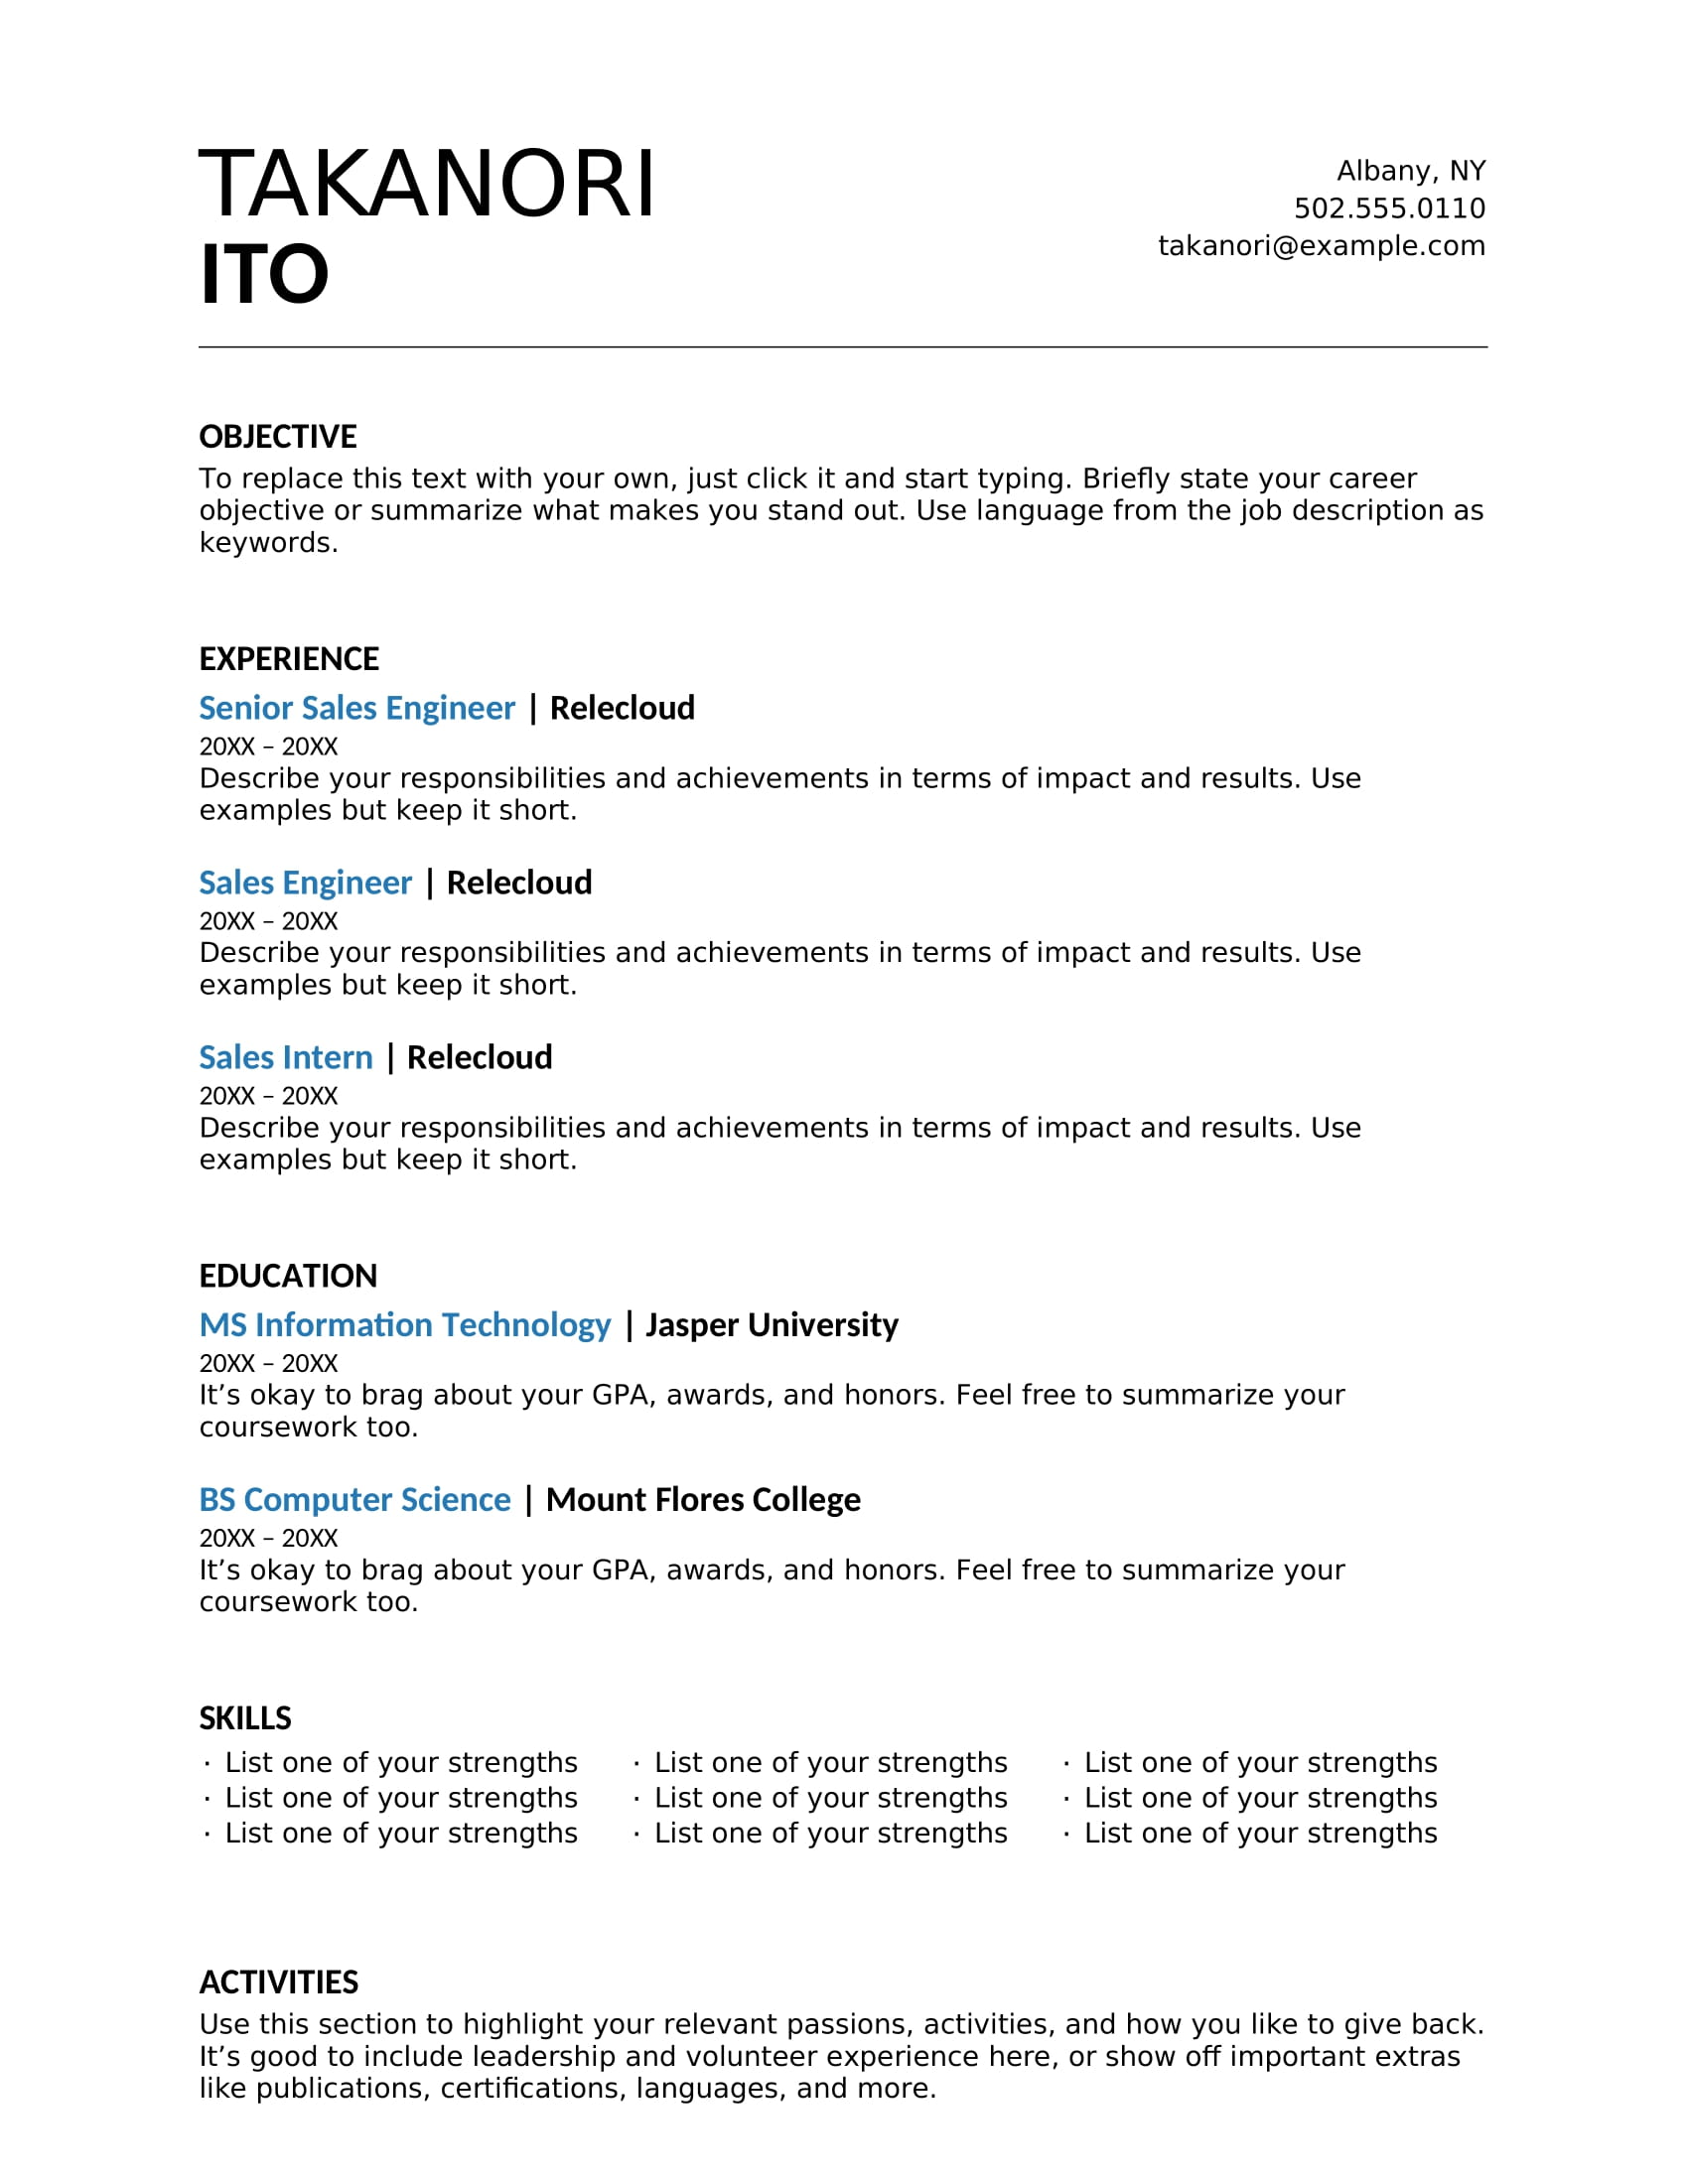 TAKANORI
ITO
Albany, NY
502.555.0110
takanori@example.com
OBJECTIVE
To replace this text with your own, just click it and start typing. Briefly state your career
objective or summarize what makes you stand out. Use language from the job description as
keywords.
EXPERIENCE
Senior Sales Engineer | Relecloud
20XX – 20XX
Describe your responsibilities and achievements in terms of impact and results. Use
examples but keep it short.
Sales Engineer | Relecloud
20XX – 20XX
Describe your responsibilities and achievements in terms of impact and results. Use
examples but keep it short.
Sales Intern | Relecloud
20XX – 20XX
Describe your responsibilities and achievements in terms of impact and results. Use
examples but keep it short.
EDUCATION
MS Information Technology | Jasper University
20XX – 20XX
It’s okay to brag about your GPA, awards, and honors. Feel free to summarize your
coursework too.
BS Computer Science | Mount Flores College
20XX – 20XX
It’s okay to brag about your GPA, awards, and honors. Feel free to summarize your
coursework too.
SKILLS
· List one of your strengths · List one of your strengths · List one of your strengths
· List one of your strengths · List one of your strengths · List one of your strengths
· List one of your strengths · List one of your strengths · List one of your strengths
ACTIVITIES
Use this section to highlight your relevant passions, activities, and how you like to give back.
It’s good to include leadership and volunteer experience here, or show off important extras
like publications, certifications, languages, and more.